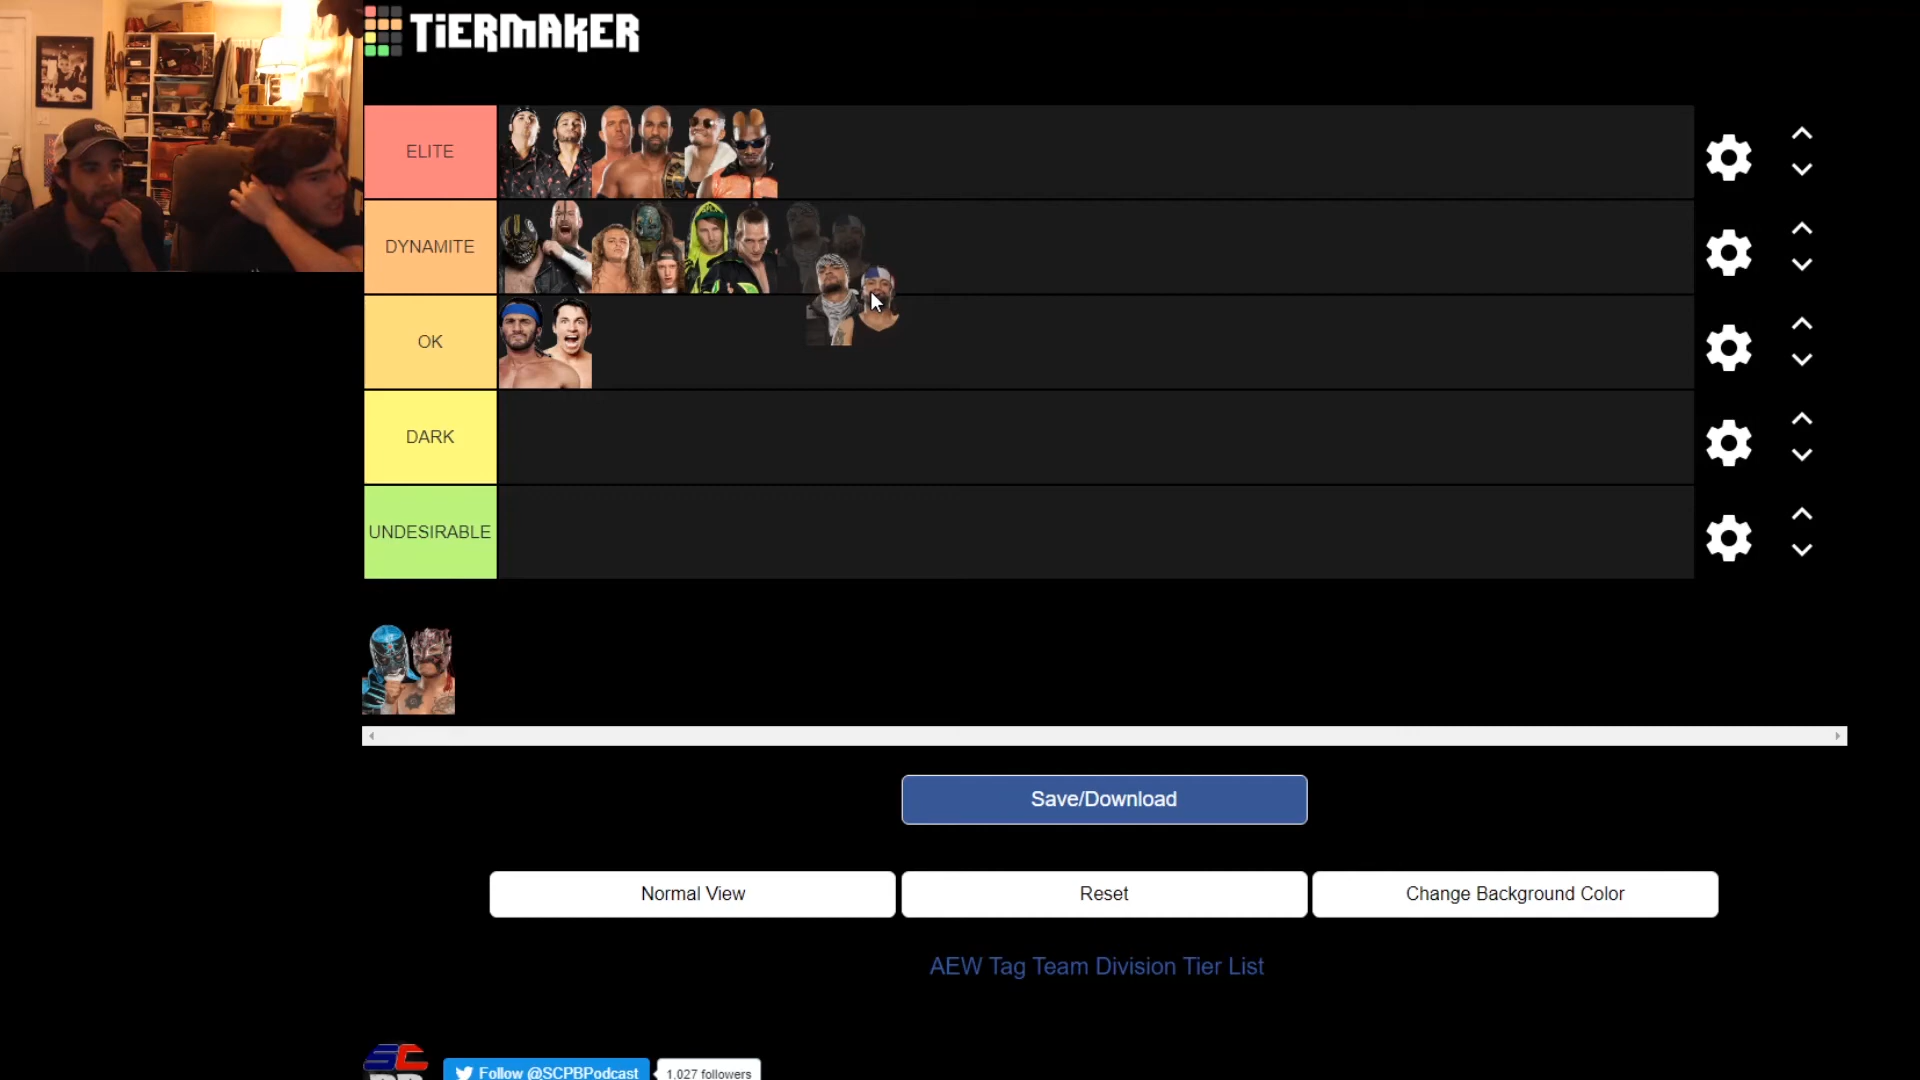 TiERMAKER
ELITE
DYNAMITE
OK
DARK
UNDESIRABLE
Save/Download
Normal View
Reset
Change Background Color
AEW Tag Team Division Tier List
SC
Follow @SCPBPodcast
1,027 followers